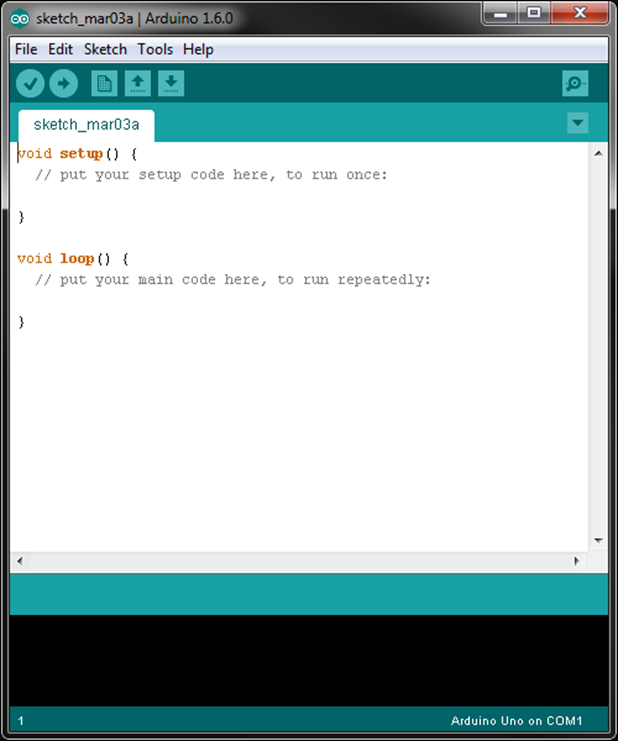 sketch_mar03a | Arduino 1.6.0
File Edit Sketch Tools Help
sketch_mar03a
void setup() {
  // put your setup code here, to run once:
}
void loop() {
  // put your main code here, to run repeatedly:
}
1 Arduino Uno on COM1